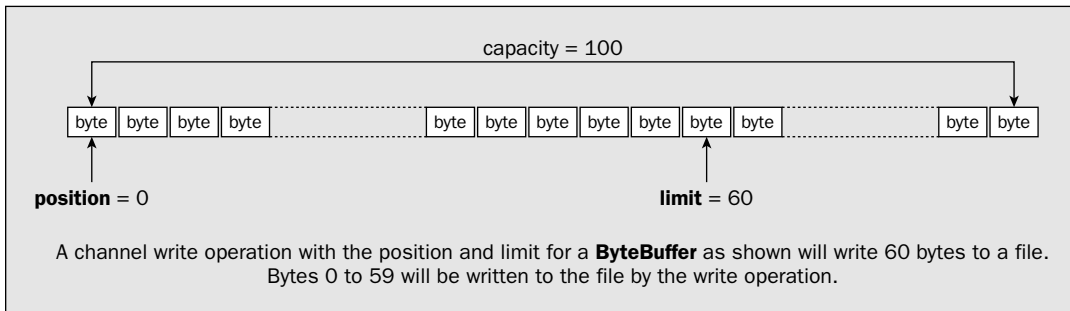 capacity = 100
byte byte byte byte byte byte byte byte byte byte byte byte byte
position = 0 limit = 60
A channel write operation with the position and limit for a ByteBuffer as shown will write 60 bytes to a file.
Bytes 0 to 59 will be written to the file by the write operation.